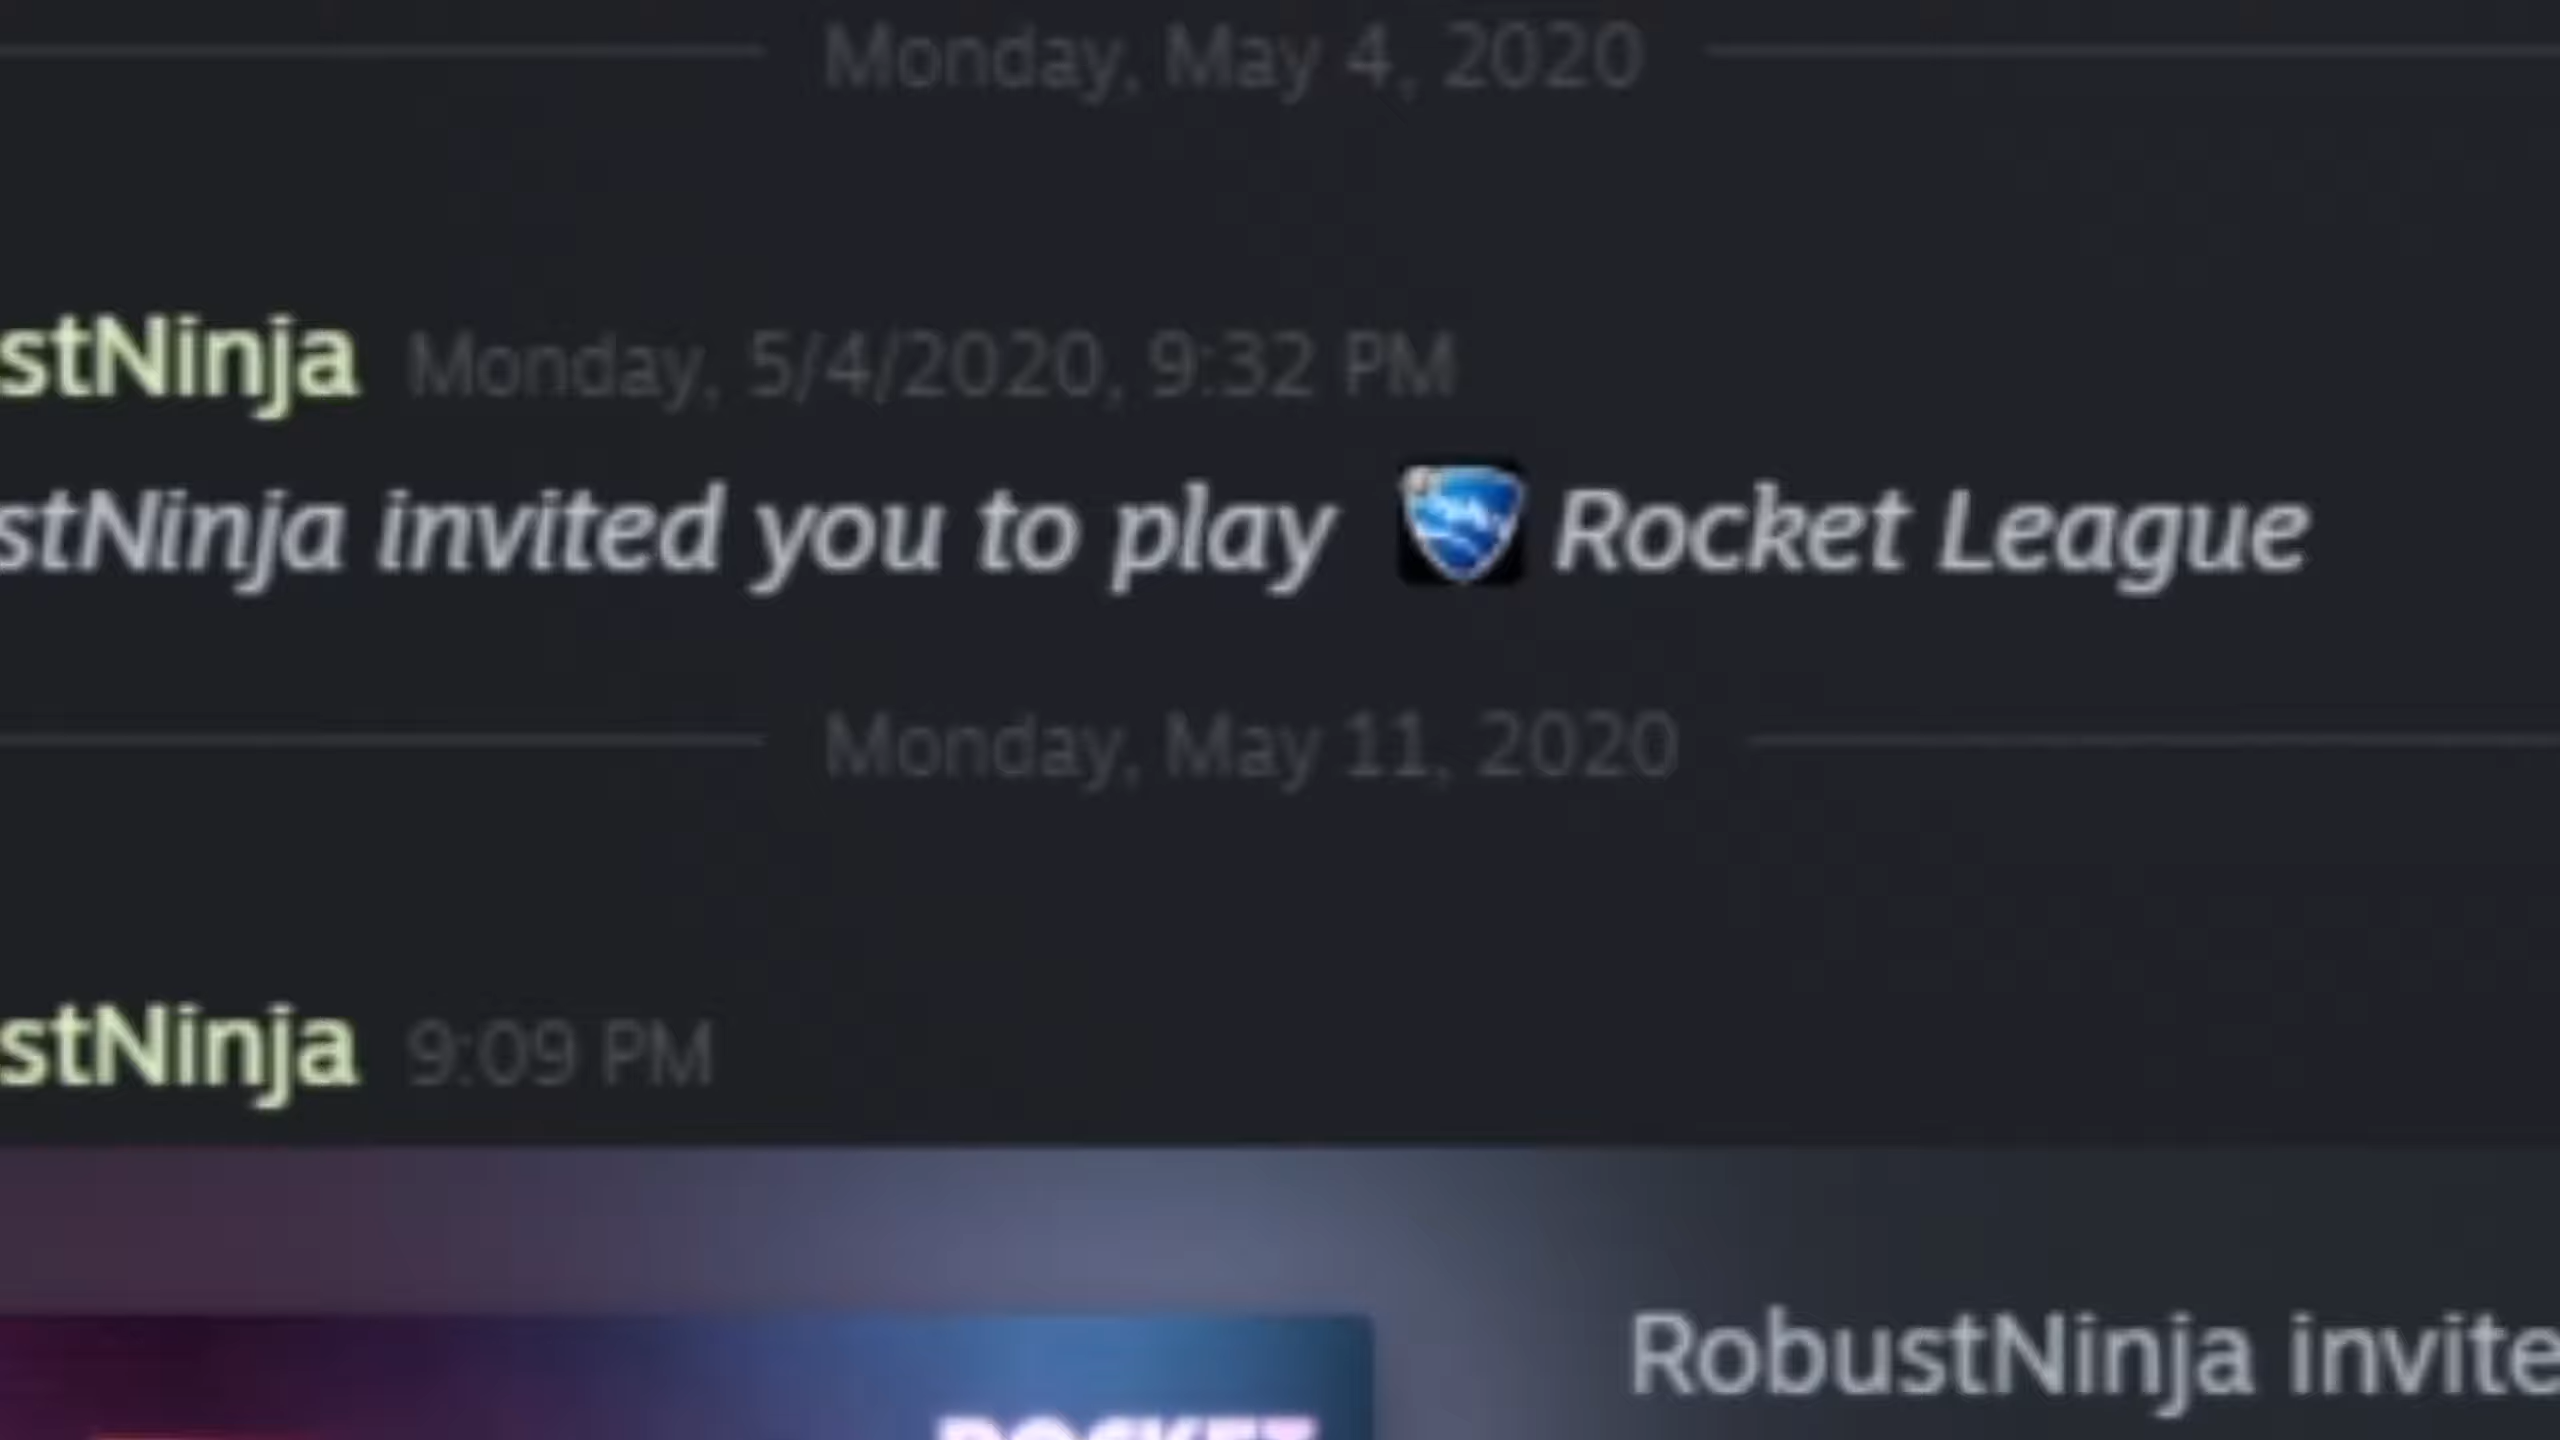 Monday, May 4, 2020
stNinja Monday, 5/4/2020, 9:32 PM
stNinja invited you to play Rocket League
Monday, May 11, 2020
stNinja 9:09 PM
RobustNinja invite
ROCKET